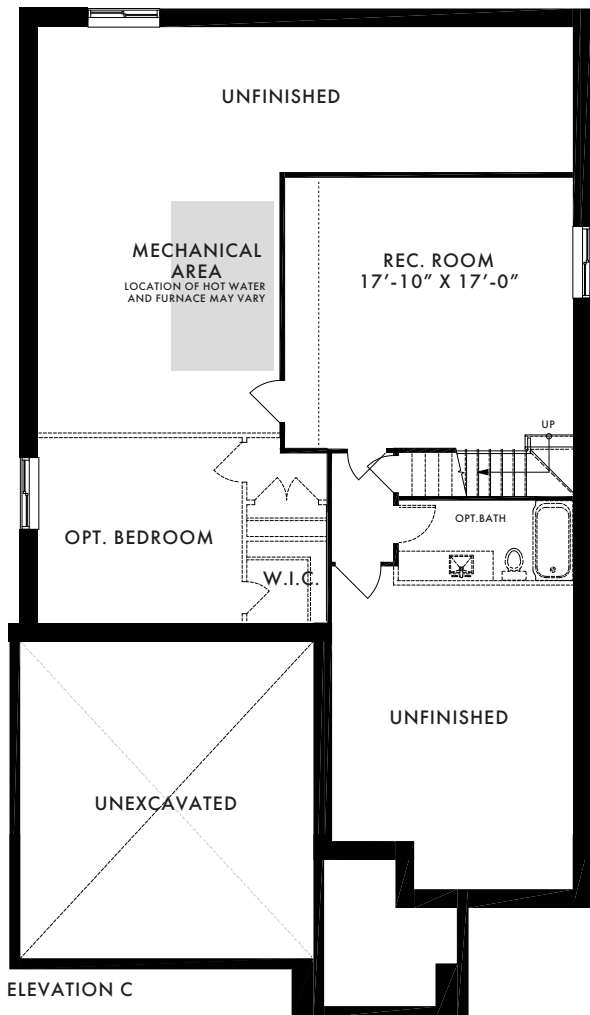 UNFINISHED
MECHANICAL
AREA
LOCATION OF HOT WATER
AND FURNACE MAY VARY
REC. ROOM
17'-10" X 17'-0"
UP
OPT.BATH
OPT. BEDROOM
W.I.C.
UNFINISHED
UNEXCAVATED
ELEVATION C